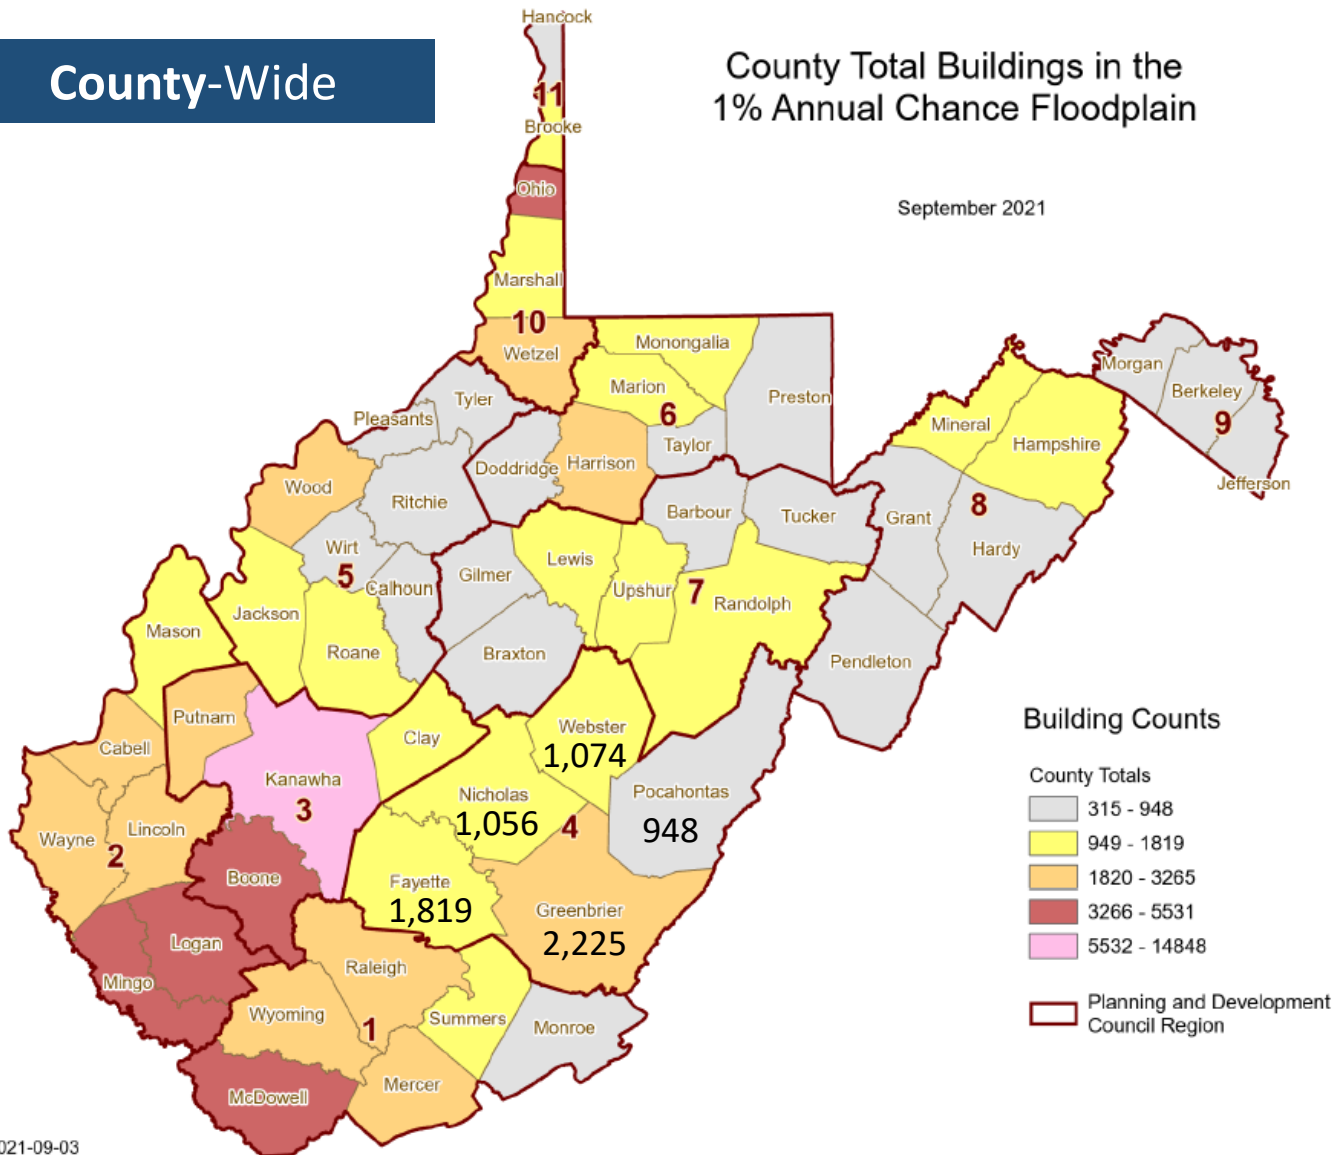 Hancock
County-Wide
County Total Buildings in the
1% Annual Chance Floodplain
11
Brooke
Ohio
September 2021
Marshall
10
Wetzel
Monongalia
Marion
6
Preston
Taylor
Tyler
Pleasants
Doddridge
Harrison
Wood
Ritchie
Morgan
Berkeley
9
Jefferson
Mineral
Hampshire
8
Grant
Hardy
Barbour
Tucker
Wirt
5
Calhoun
Gilmer
Lewis
Upshur
7
Randolph
Jackson
Mason
Roane
Braxton
Pendleton
Putnam
Cabell
Clay
Webster
1,074
Kanawha
3
Nicholas
1,056
4
Pocahontas
948
Wayne
2
Lincoln
Boone
Fayette
1,819
Greenbrier
2,225
Logan
Mingo
Raleigh
Wyoming
1
Summers
Monroe
Mercer
McDowell
Building Counts
County Totals
315 - 948
949 - 1819
1820 - 3265
3266 - 5531
5532 - 14848
Planning and Development
Council Region
021-09-03